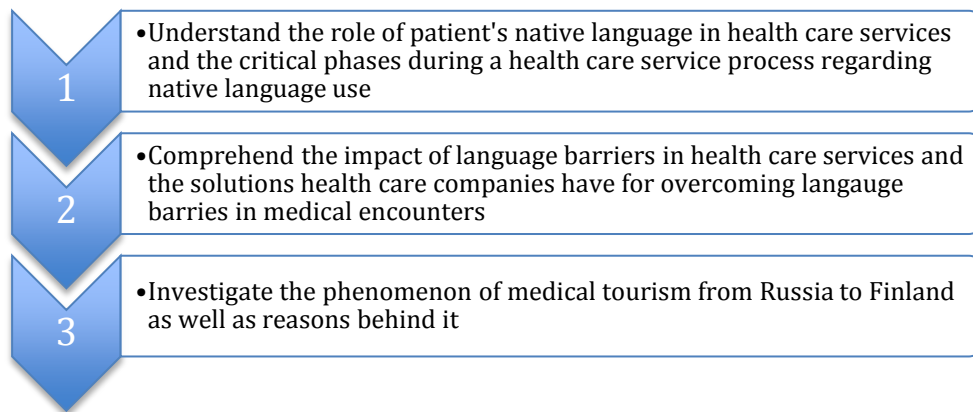 1
•Understand the role of patient's native language in health care services
and the critical phases during a health care service process regarding
native language use
2
•Comprehend the impact of language barriers in health care services and
the solutions health care companies have for overcoming langauge
barries in medical encounters
3
•Investigate the phenomenon of medical tourism from Russia to Finland
as well as reasons behind it